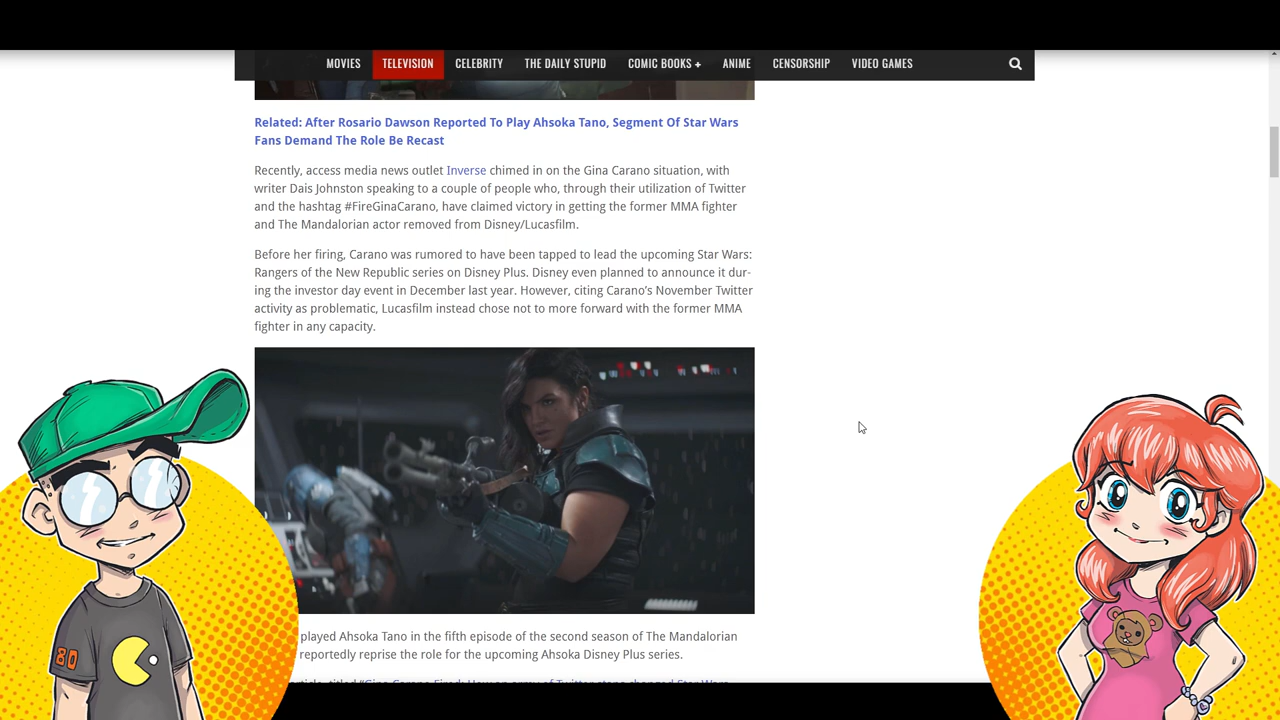 MOVIES TELEVISION CELEBRITY THE DAILY STUPID COMIC BOOKS + ANIME CENSORSHIP VIDEO GAMES
Related: After Rosario Dawson Reported To Play Ahsoka Tano, Segment Of Star Wars
Fans Demand The Role Be Recast
Recently, access media news outlet Inverse chimed in on the Gina Carano situation, with
writer Dais Johnston speaking to a couple of people who, through their utilization of Twitter
and the hashtag #FireGinaCarano, have claimed victory in getting the former MMA fighter
and The Mandalorian actor removed from Disney/Lucasfilm.
Before her firing, Carano was rumored to have been tapped to lead the upcoming Star Wars:
Rangers of the New Republic series on Disney Plus. Disney even planned to announce it dur-
ing the investor day event in December last year. However, citing Carano’s November Twitter
activity as problematic, Lucasfilm instead chose not to more forward with the former MMA
fighter in any capacity.
played Ahsoka Tano in the fifth episode of the second season of The Mandalorian
reportedly reprise the role for the upcoming Ahsoka Disney Plus series.
80